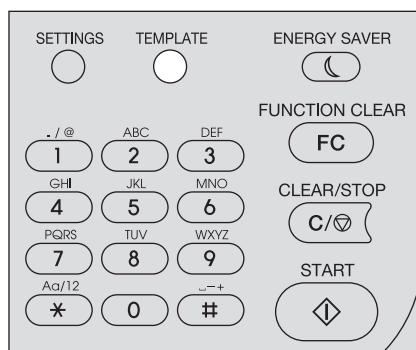 SETTINGS TEMPLATE ENERGY SAVER
FUNCTION CLEAR
. / @ ABC DEF FC
1 2 3
GHI JKL MNO CLEAR/STOP
4 5 6 C/
PQRS TUV WXYZ
7 8 9 START
Aa/12 ⎵−+
* 0 #